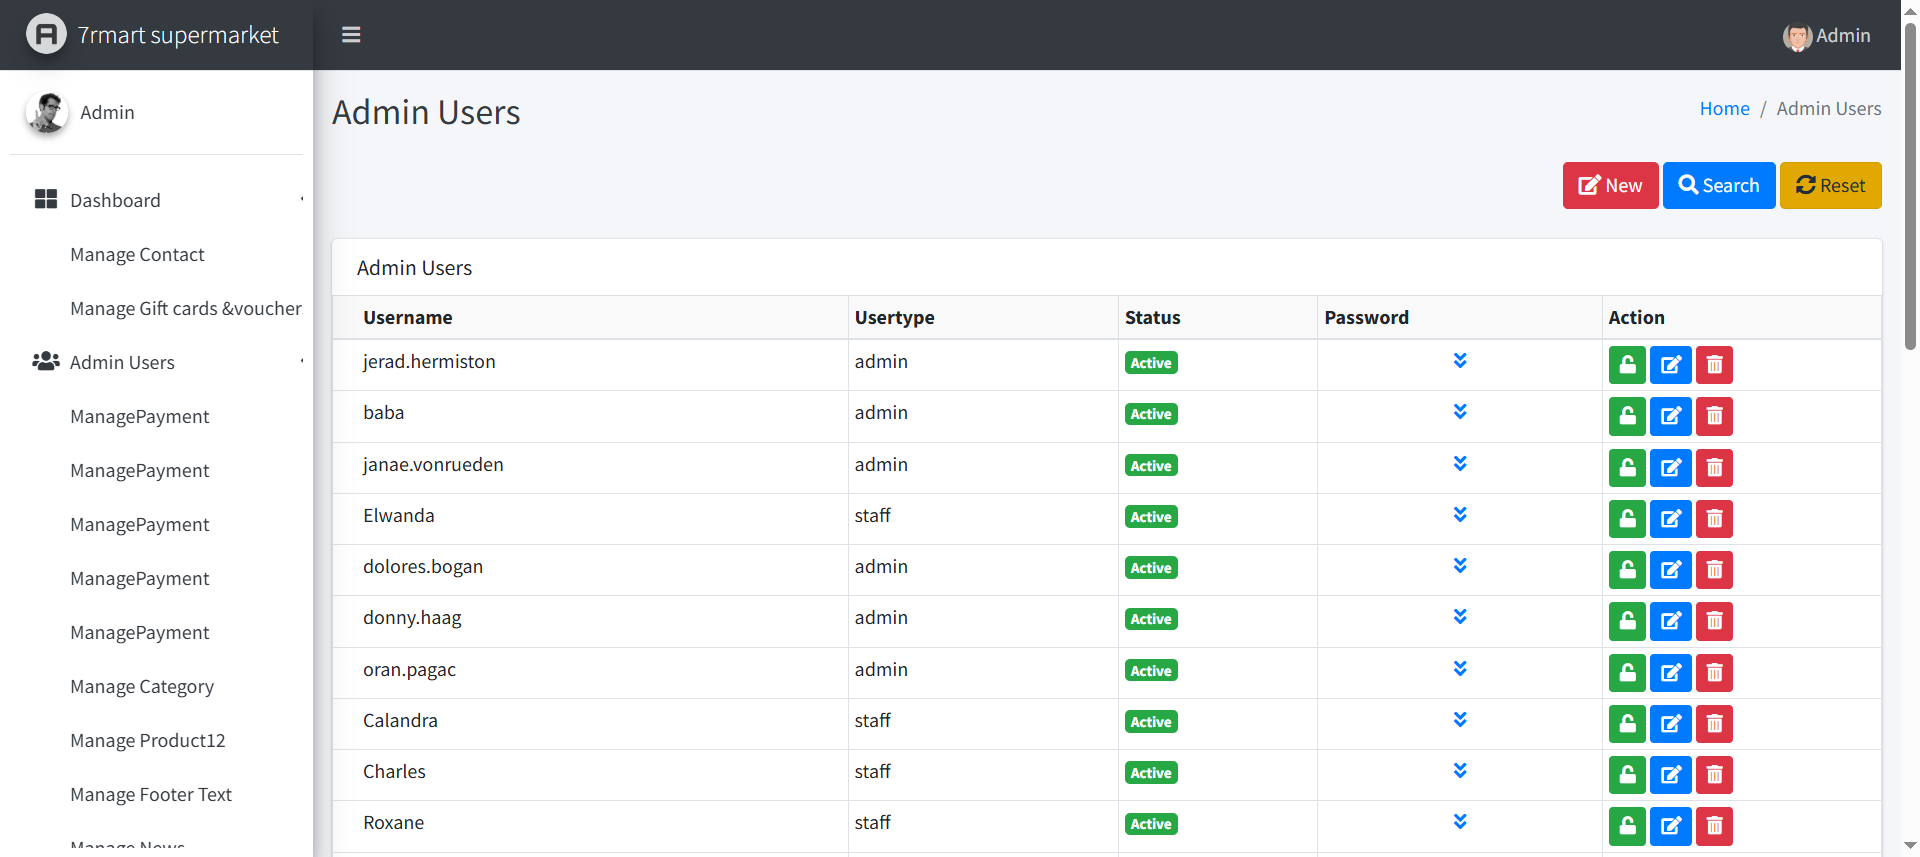 7rmart supermarket
Admin
Admin
Dashboard
Manage Contact
Manage Gift cards &voucher
Admin Users
ManagePayment
ManagePayment
ManagePayment
ManagePayment
ManagePayment
Manage Category
Manage Product12
Manage Footer Text
Manage News
Admin Users
Home / Admin Users
New Search Reset
Admin Users
Username Usertype Status Password Action
jerad.hermiston admin Active
baba admin Active
janae.vonrueden admin Active
Elwanda staff Active
dolores.bogan admin Active
donny.haag admin Active
oran.pagac admin Active
Calandra staff Active
Charles staff Active
Roxane staff Active